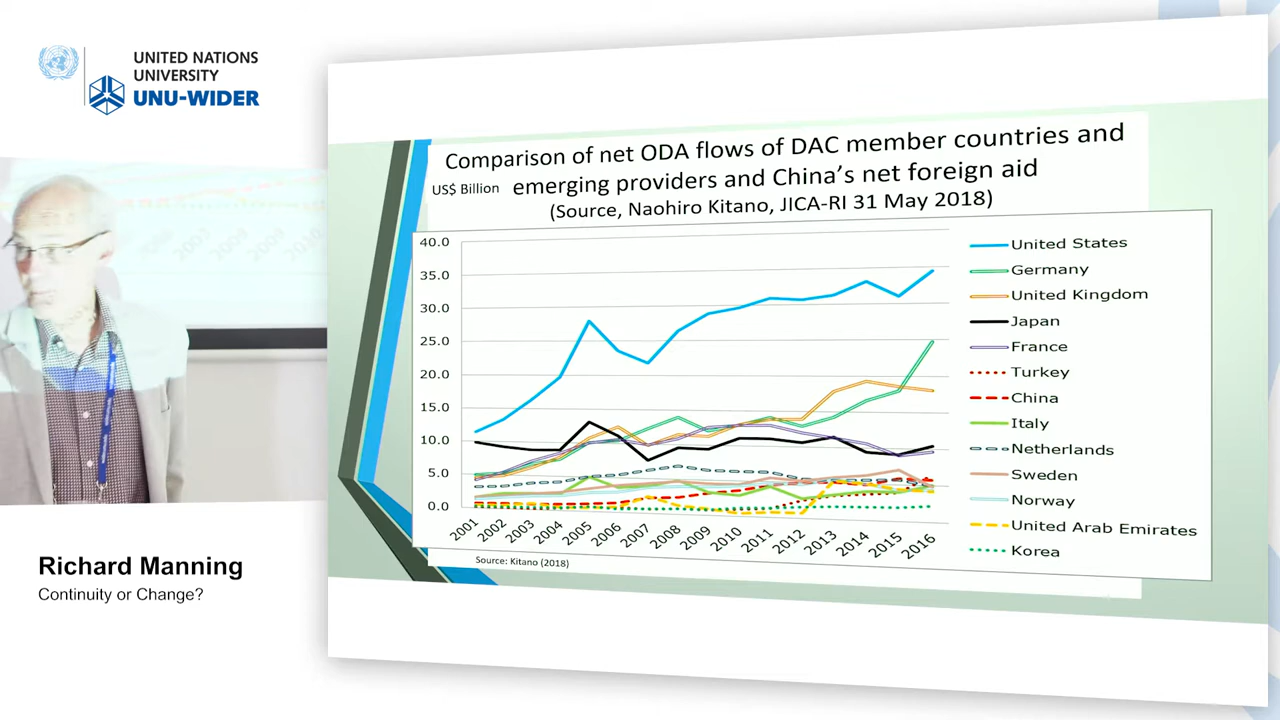 UNITED NATIONS
UNIVERSITY
UNU-WIDER
Comparison of net ODA flows of DAC member countries and
US$ Billion emerging providers and China's net foreign aid
(Source, Naohiro Kitano, JICA-RI 31 May 2018)
40.0
35.0
30.0
25.0
20.0
15.0
10.0
5.0
0.0
2001 2002 2003 2004 2005 2006 2007 2008 2009 2010 2011 2012 2013 2014 2015 2016
United States
Germany
United Kingdom
Japan
France
Turkey
China
Italy
Netherlands
Sweden
Norway
United Arab Emirates
Korea
Source: Kitano (2018)
Richard Manning
Continuity or Change?